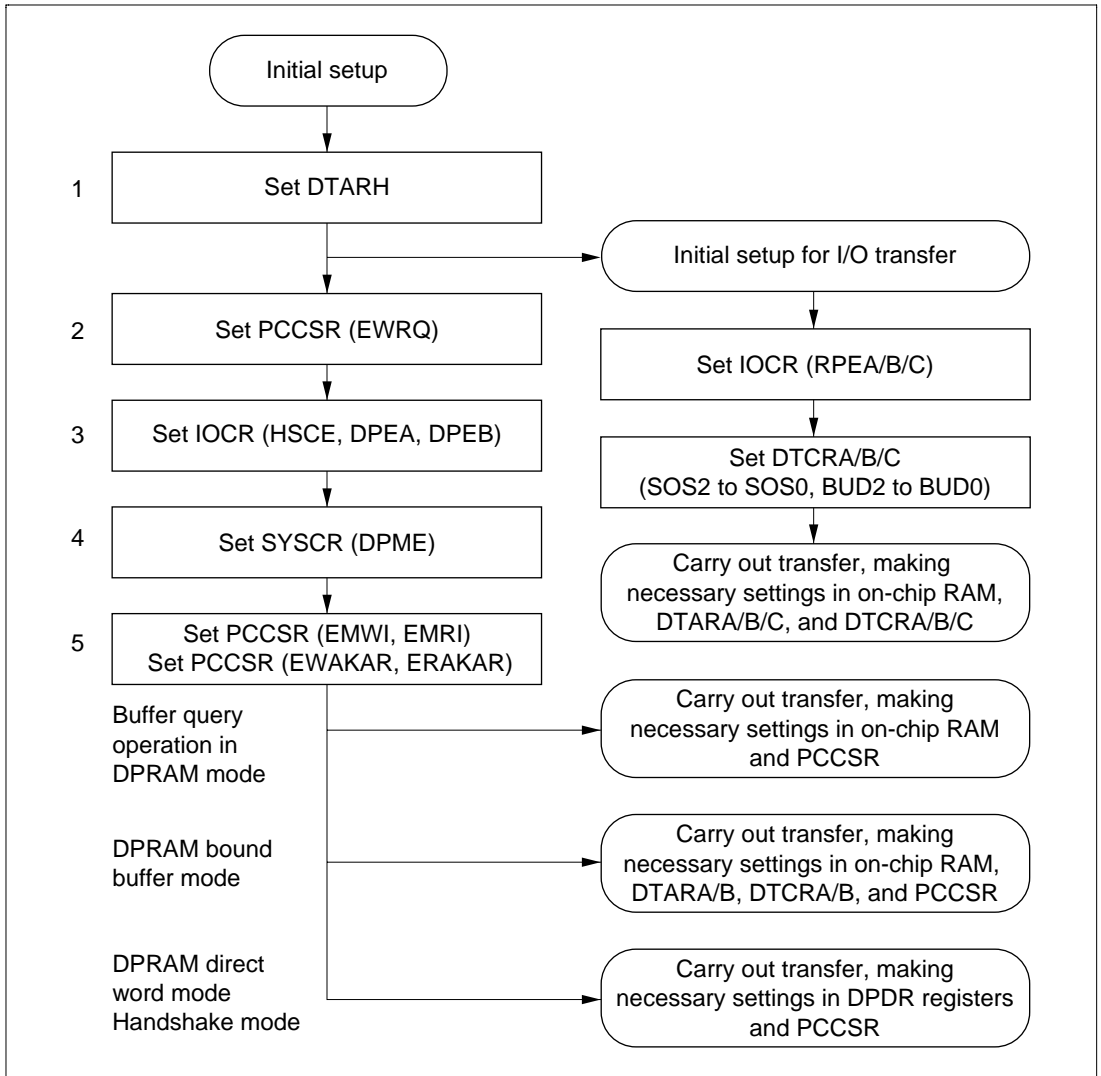 Initial setup
1
Set DTARH
Initial setup for I/O transfer
2
Set PCCSR (EWRQ)
Set IOCR (RPEA/B/C)
3
Set IOCR (HSCE, DPEA, DPEB)
Set DTCRA/B/C
(SOS2 to SOS0, BUD2 to BUD0)
4
Set SYSCR (DPME)
Carry out transfer, making
necessary settings in on-chip RAM,
DTARA/B/C, and DTCRA/B/C
5
Set PCCSR (EMWI, EMRI)
Set PCCSR (EWAKAR, ERAKAR)
Buffer query
operation in
DPRAM mode
Carry out transfer, making
necessary settings in on-chip RAM
and PCCSR
DPRAM bound
buffer mode
Carry out transfer, making
necessary settings in on-chip RAM,
DTARA/B, DTCRA/B, and PCCSR
DPRAM direct
word mode
Handshake mode
Carry out transfer, making
necessary settings in DPDR registers
and PCCSR